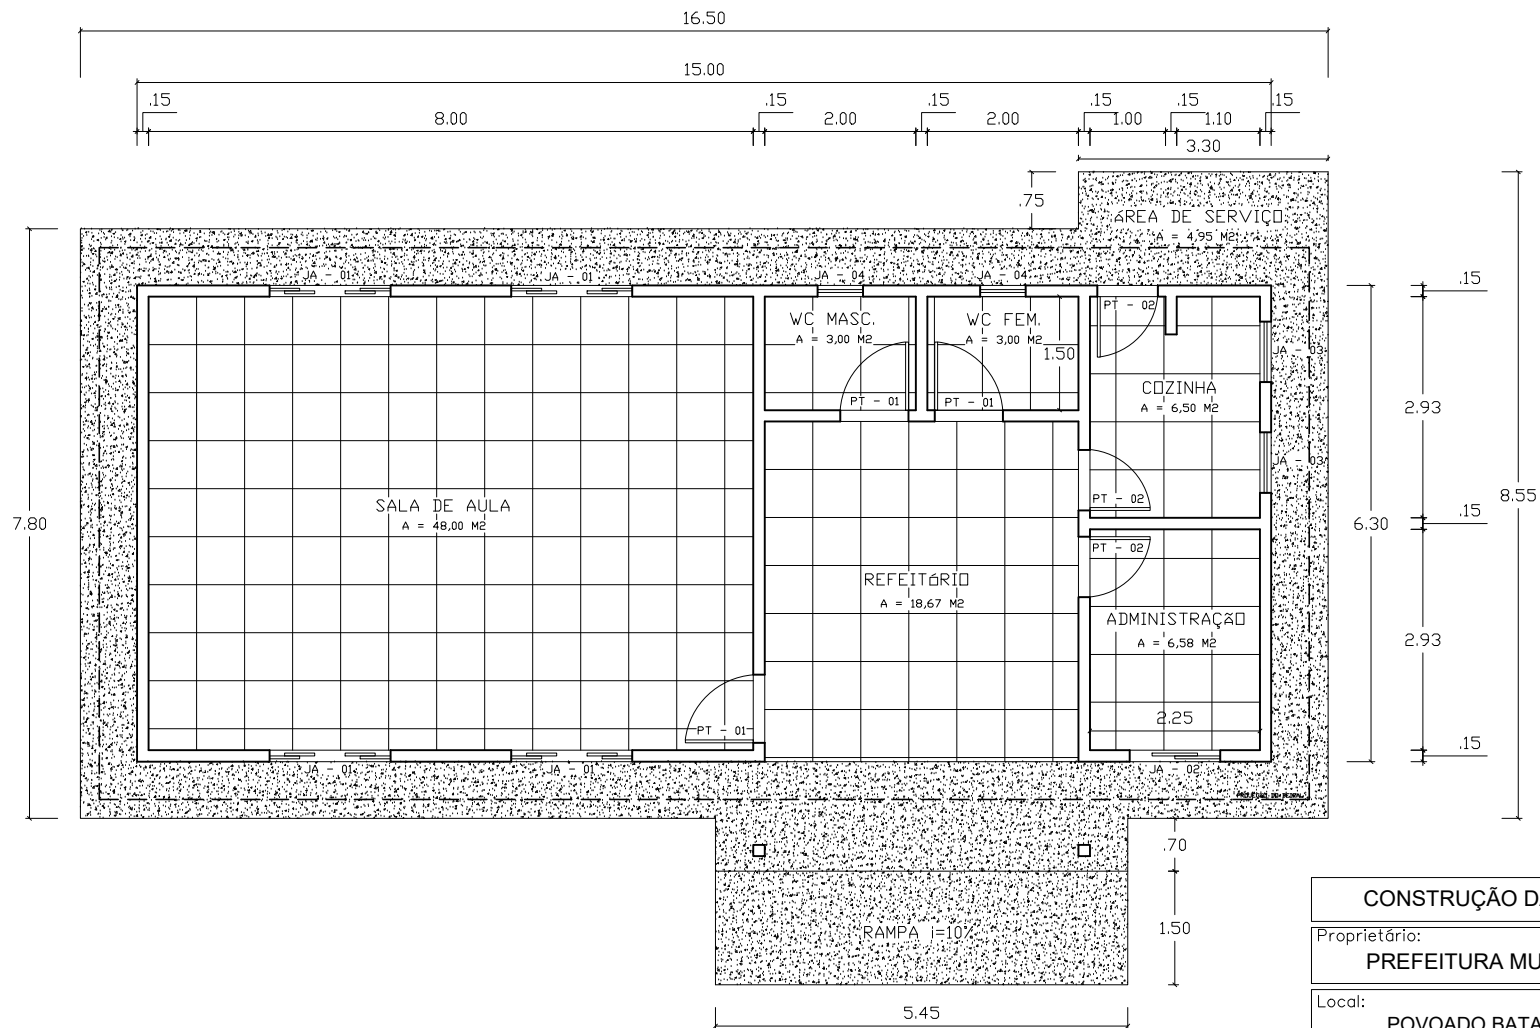 16.50
15.00
.15
.15
.15
.15
.15
.15
8.00
2.00
2.00
1.00
1.10
3.30
.75
ÁREA DE SERVIÇO
A = 4,95 M2
JA - 01
JA - 01
JA - 04
JA - 04
.15
WC MASC.
A = 3,00 M2
WC FEM.
A = 3,00 M2
PT - 02
1.50
JA - 03
COZINHA
A = 6,50 M2
PT - 01
PT - 01
2.93
JA - 03
SALA DE AULA
A = 48,00 M2
PT - 02
7.80
6.30
.15
8.55
PT - 02
REFEITÓRIO
A = 18,67 M2
ADMINISTRAÇÃO
A = 6,58 M2
2.93
2.25
PT - 01
.15
JA - 01
JA - 01
JA - 02
.70
RAMPA i=10%
1.50
5.45
CONSTRUÇÃO D
Proprietário:
PREFEITURA MU
Local:
POVOADO BATA